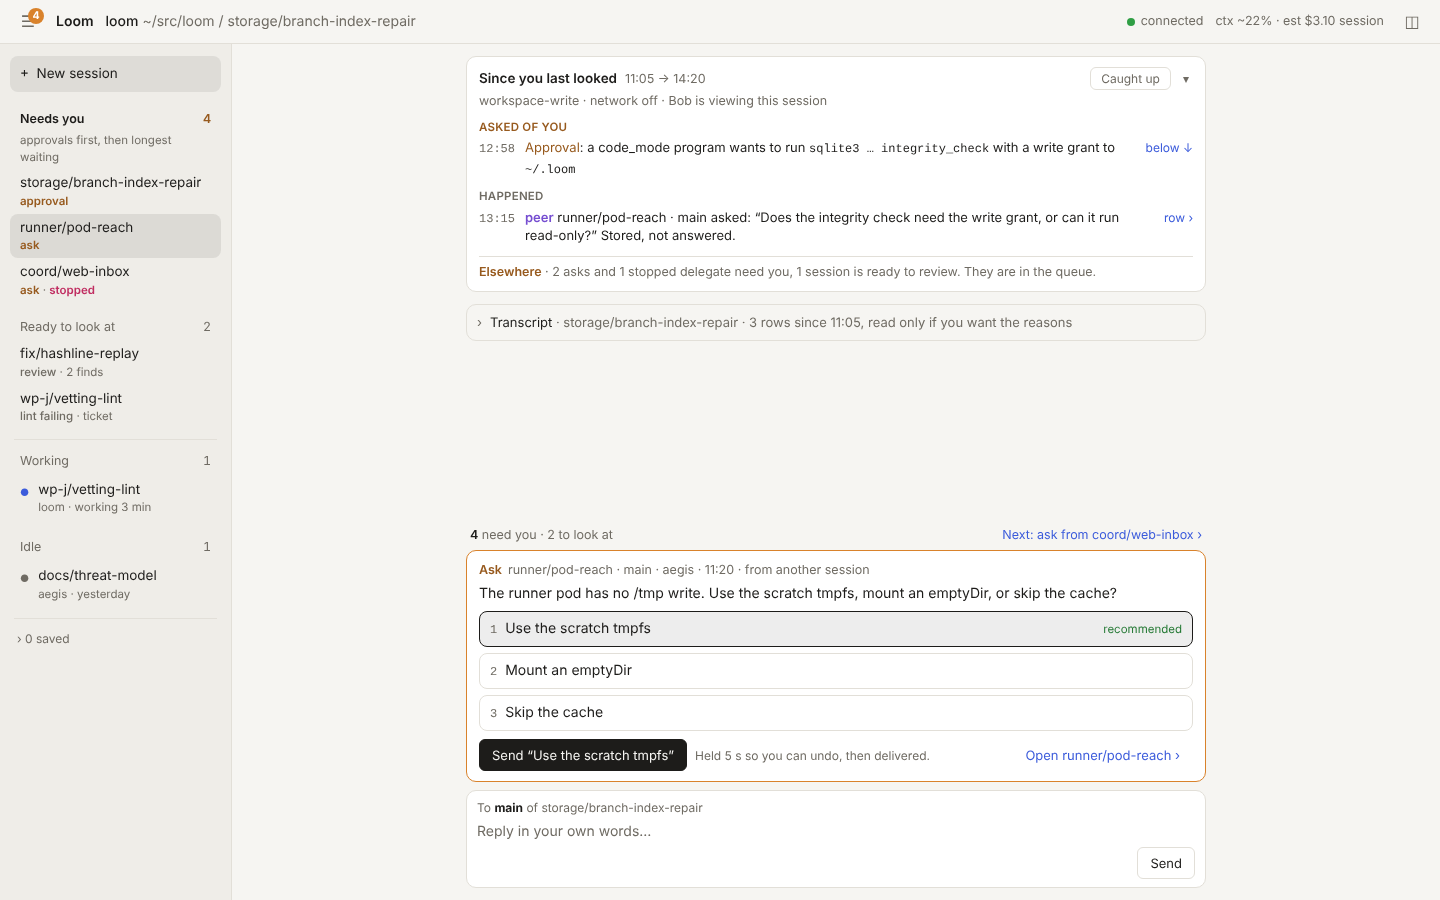 4
Loom loom ~/src/loom / storage/branch-index-repair
connected ctx ~22% · est $3.10 session
+ New session
Needs you 4
approvals first, then longest
waiting
storage/branch-index-repair
approval
runner/pod-reach
ask
coord/web-inbox
ask · stopped
Ready to look at 2
fix/hashline-replay
review · 2 finds
wp-j/vetting-lint
lint failing · ticket
Working 1
wp-j/vetting-lint
loom · working 3 min
Idle 1
docs/threat-model
aegis · yesterday
› 0 saved
Since you last looked 11:05 → 14:20
Caught up ▾
workspace-write · network off · Bob is viewing this session
ASKED OF YOU
12:58 Approval: a code_mode program wants to run sqlite3 … integrity_check with a write grant to below ↓
~/.loom
HAPPENED
13:15 peer runner/pod-reach · main asked: “Does the integrity check need the write grant, or can it run row ›
read-only?” Stored, not answered.
Elsewhere · 2 asks and 1 stopped delegate need you, 1 session is ready to review. They are in the queue.
› Transcript · storage/branch-index-repair · 3 rows since 11:05, read only if you want the reasons
4 need you · 2 to look at Next: ask from coord/web-inbox ›
Ask runner/pod-reach · main · aegis · 11:20 · from another session
The runner pod has no /tmp write. Use the scratch tmpfs, mount an emptyDir, or skip the cache?
1 Use the scratch tmpfs recommended
2 Mount an emptyDir
3 Skip the cache
Send “Use the scratch tmpfs” Held 5 s so you can undo, then delivered. Open runner/pod-reach ›
To main of storage/branch-index-repair
Reply in your own words...
Send